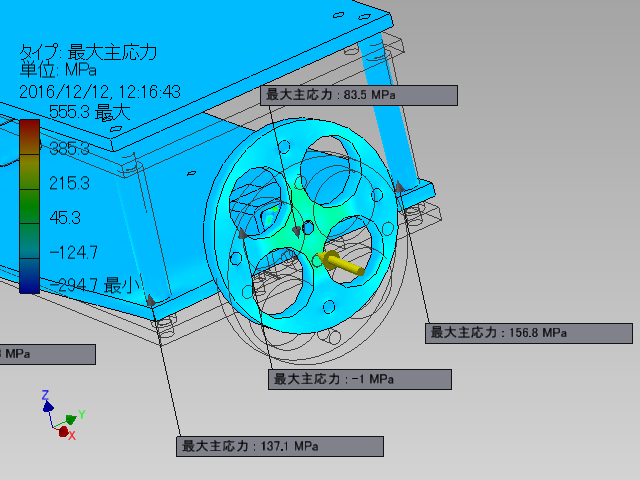 タイプ: 最大主応力
単位: MPa
2016/12/12, 12:16:43
555.3 最大
385.3
215.3
45.3
-124.7
-294.7 最小
最大主応力 : 83.5 MPa
最大主応力 : 156.8 MPa
MPa
最大主応力 : -1 MPa
最大主応力 : 137.1 MPa
Z
Y
X